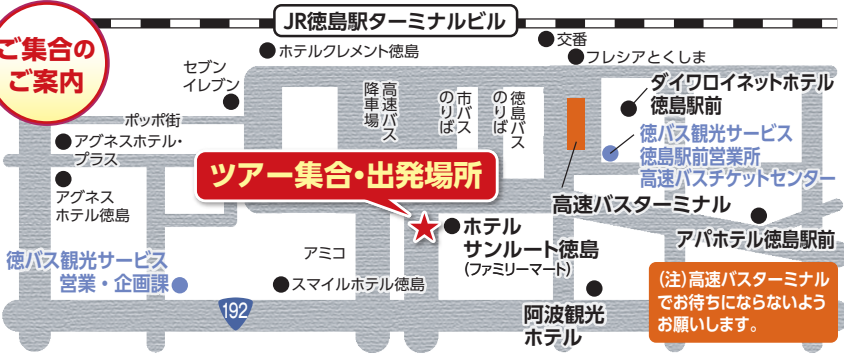 ご集合の
ご案内
JR徳島駅ターミナルビル
ホテルクレメント徳島
交番
フレシアとくしま
セブン
イレブン
ポッポ街
アグネスホテル・
プラス
アグネス
ホテル徳島
高速バス
降車場
市バス
のりば
徳島バス
のりば
ダイワロイネットホテル
徳島駅前
徳バス観光サービス
徳島駅前営業所
高速バスチケットセンター
ツアー集合・出発場所
高速バスターミナル
アパホテル徳島駅前
ホテル
サンルート徳島
(ファミリーマート)
アミコ
徳バス観光サービス
営業・企画課
スマイルホテル徳島
192
阿波観光
ホテル
(注)高速バスターミナル
でお待ちにならないよう
お願いします。